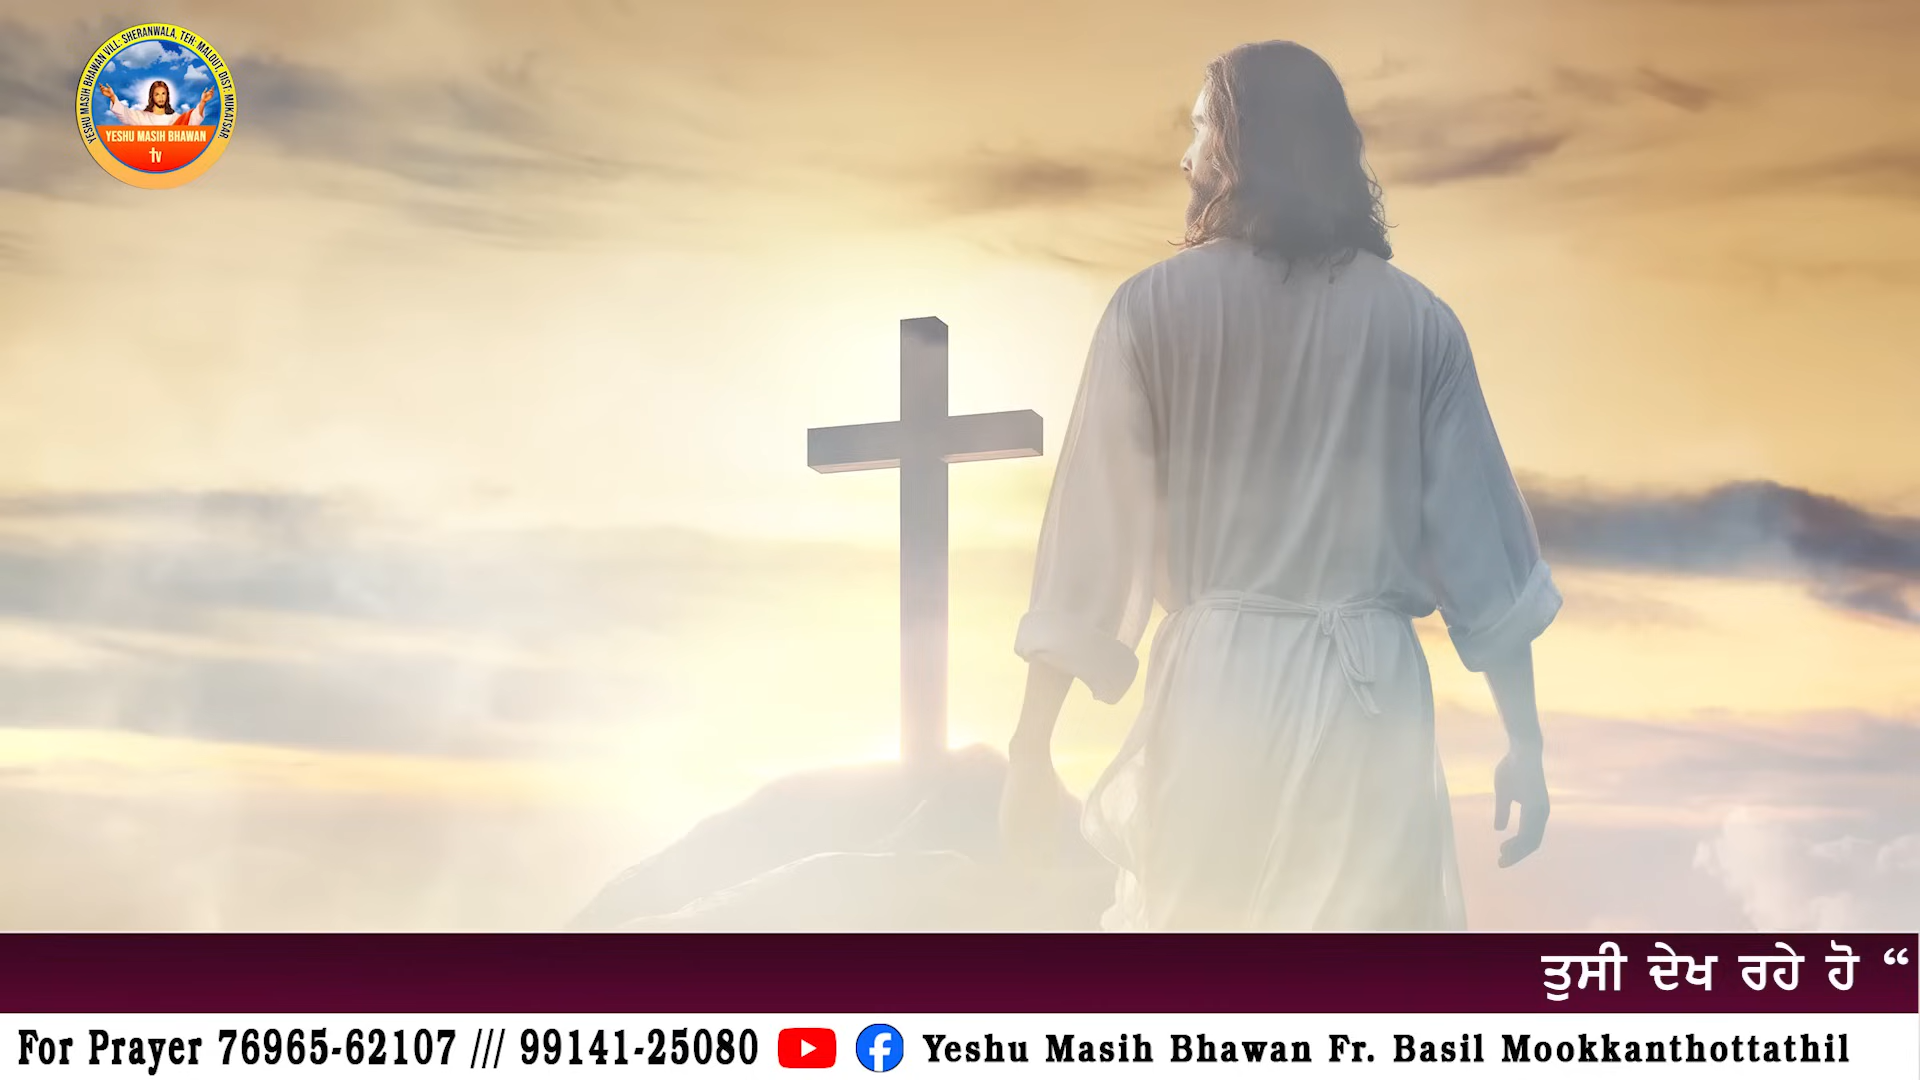 YESHU MASIH BHAWAN VILL. SHERANWALA, TEH. MALOUT, DIST. MUKATSAR.
YESHU MASIH BHAWAN
tv
ਤੁਸੀ ਦੇਖ ਰਹੇ ਹੋ “
For Prayer 76965-62107 /// 99141-25080 Yeshu Masih Bhawan Fr. Basil Mookkanthottathil